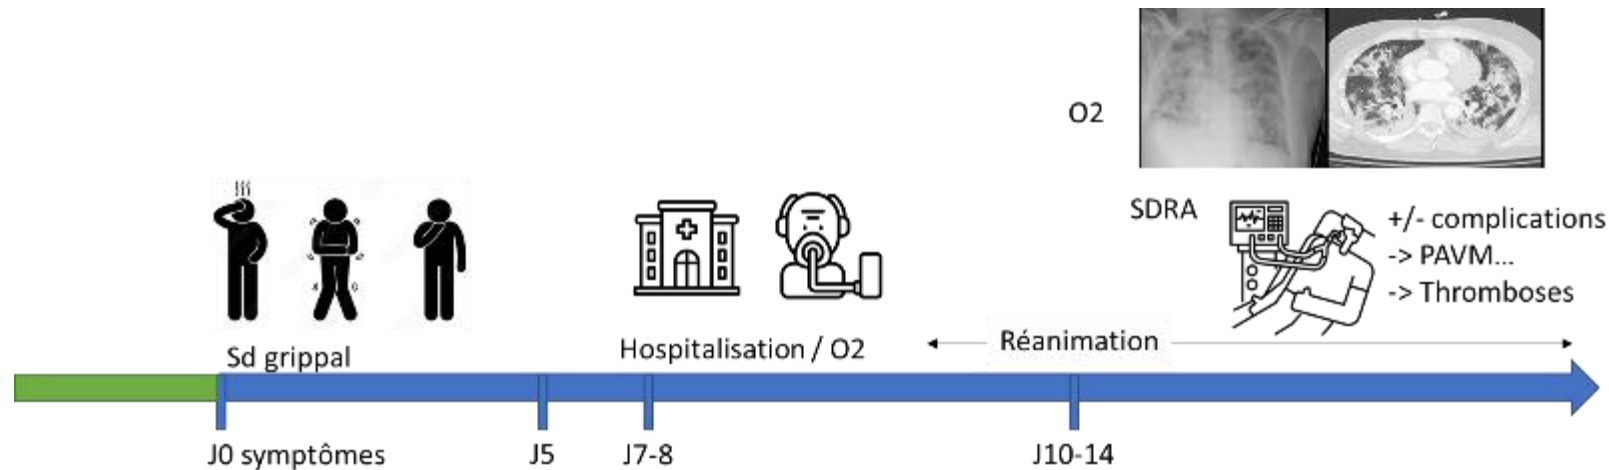 O2
SDRA
+/- complications
-> PAVM...
-> Thromboses
Sd grippal
Hospitalisation / O2
Réanimation
J0 symptômes
J5
J7-8
J10-14